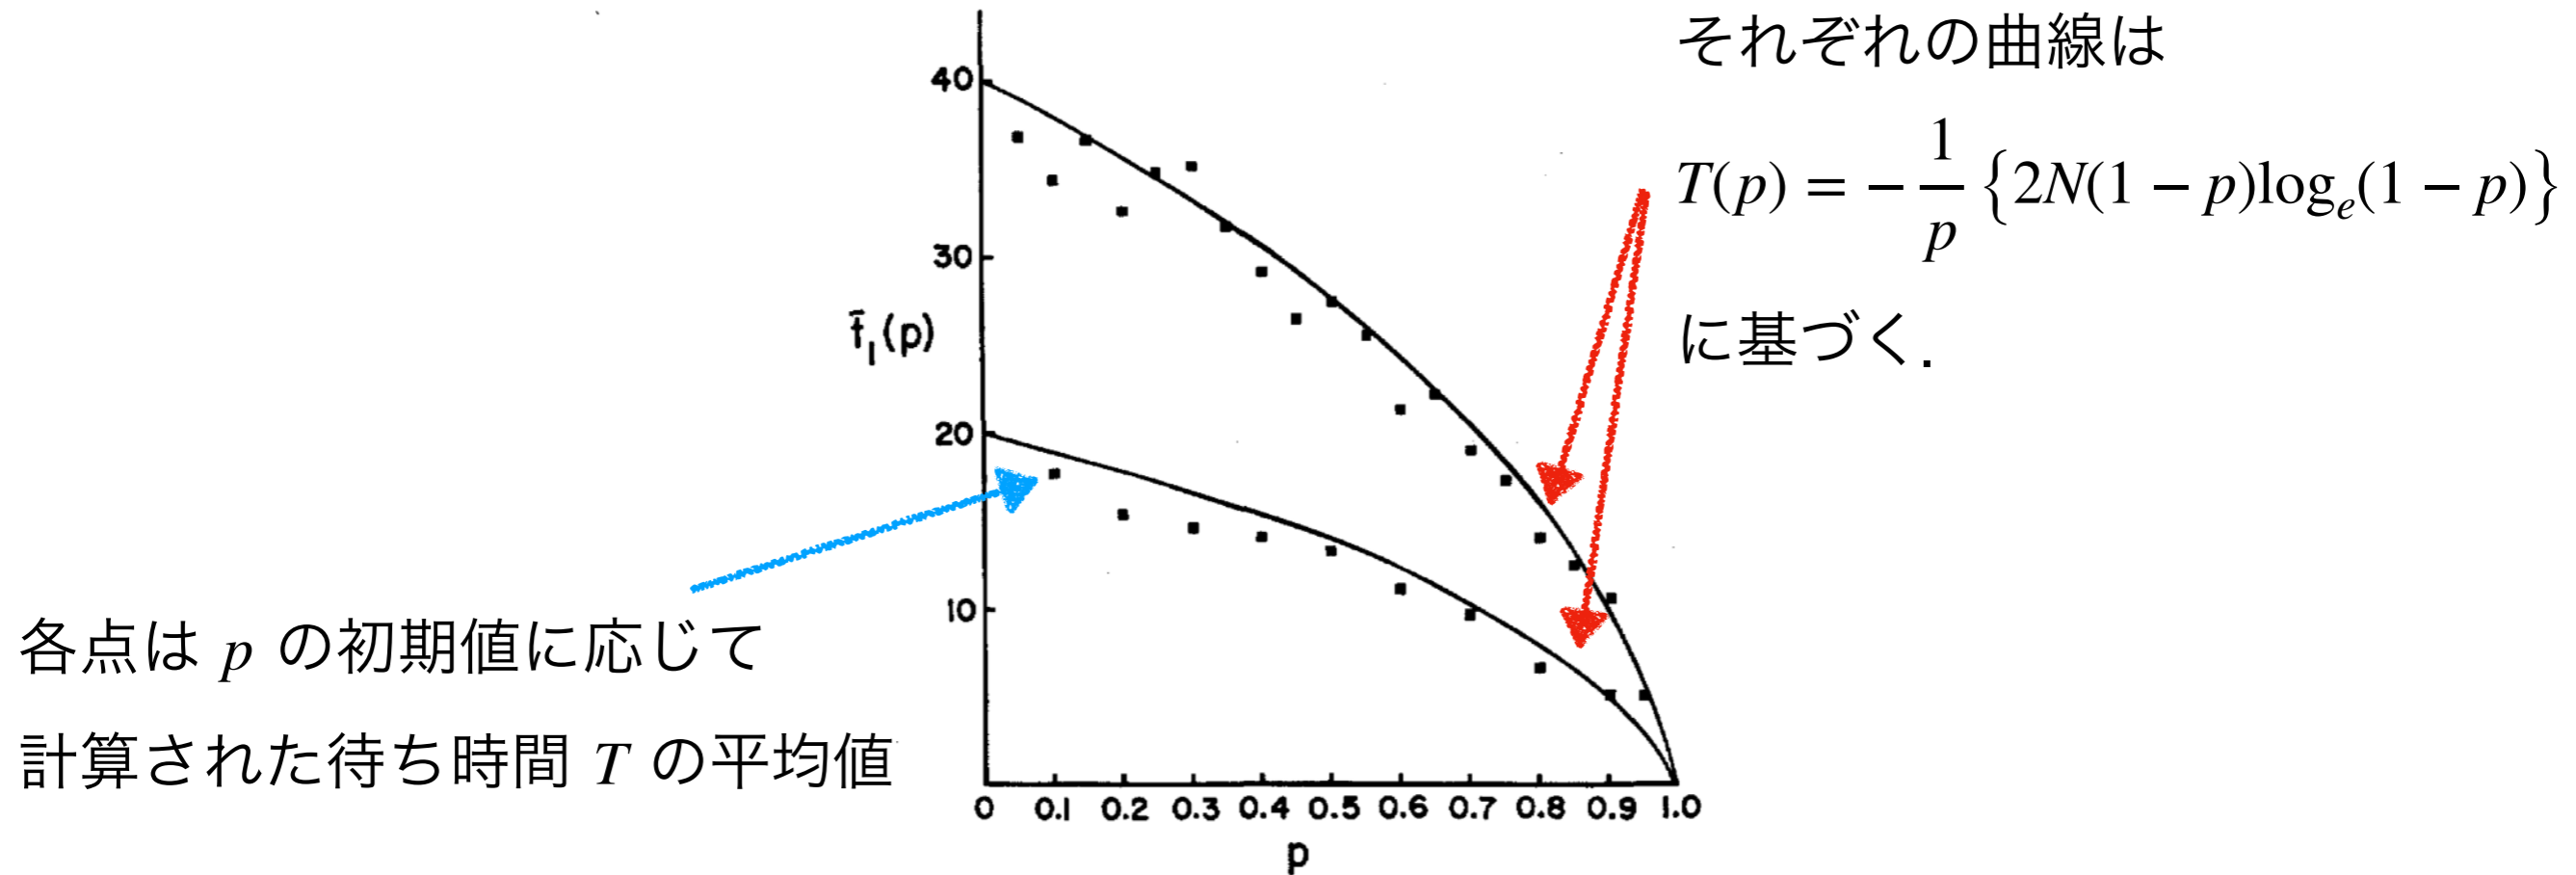 それぞれの曲線は
T(p) = − 1/p {2N(1 − p)log_e(1 − p)}
に基づく.
40
30
20
10
f̄₁(p)
0 0.1 0.2 0.3 0.4 0.5 0.6 0.7 0.8 0.9 1.0
p
各点は p の初期値に応じて
計算された待ち時間 T の平均値